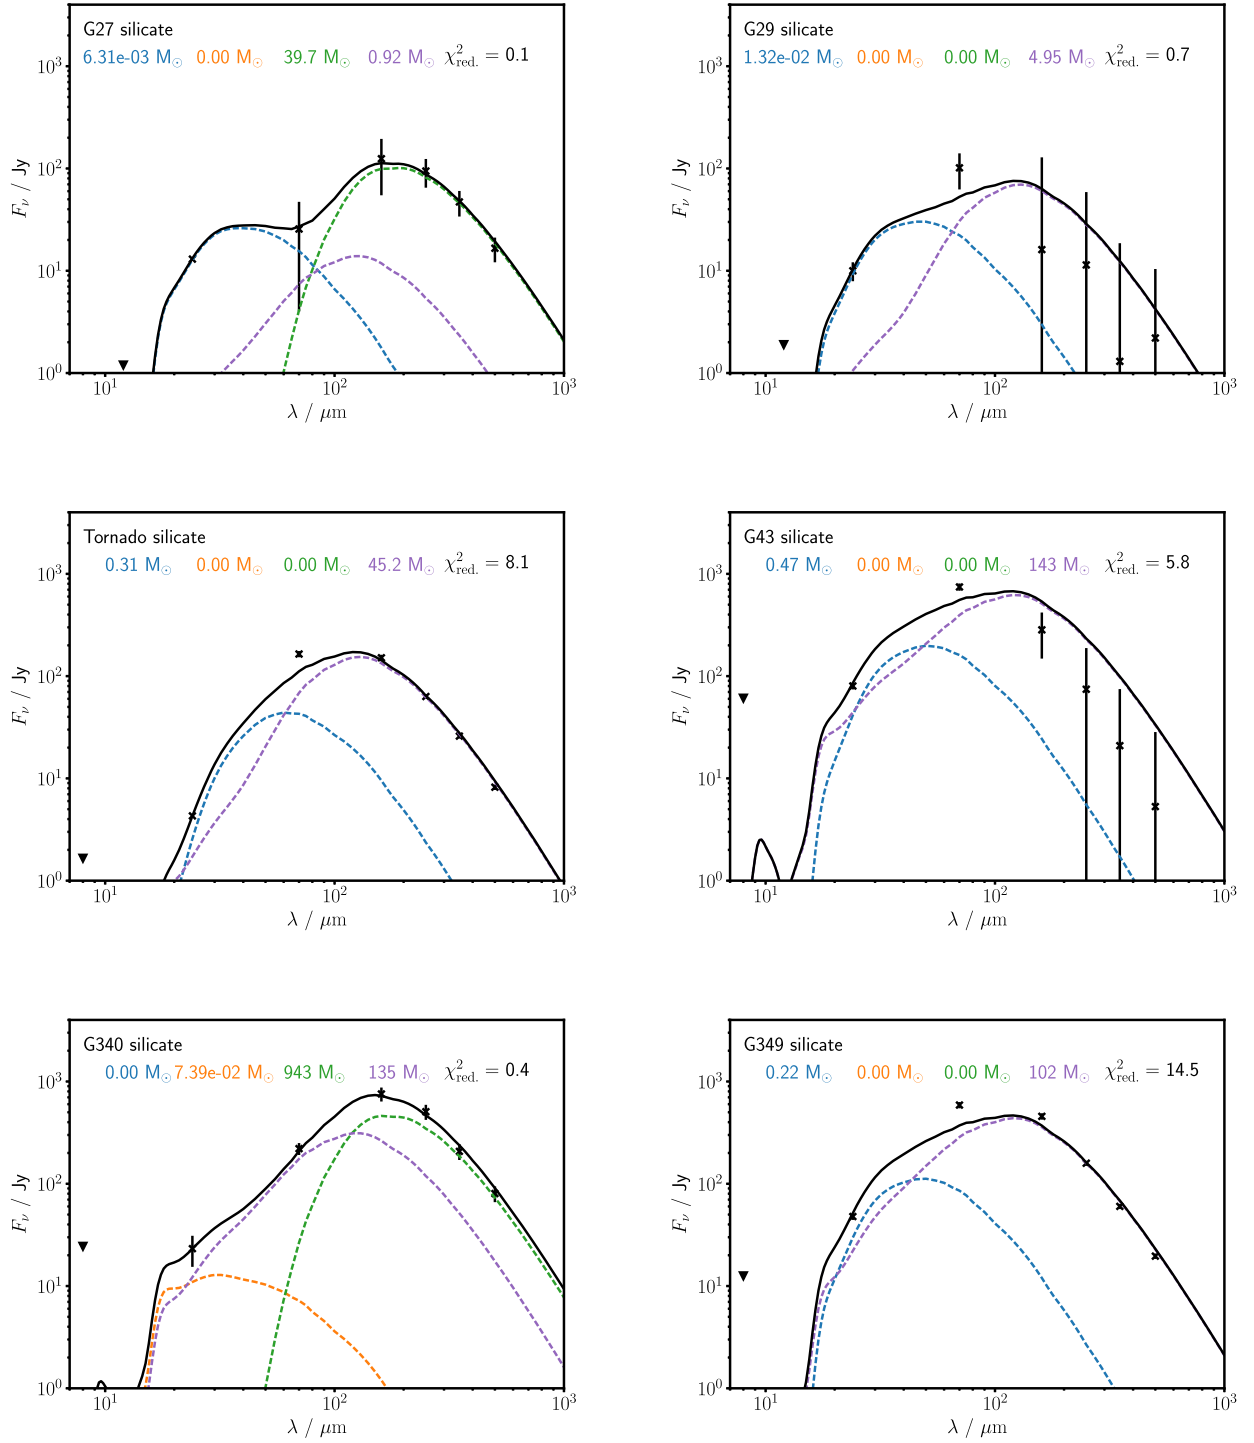 G27 silicate
6.31e-03 M☉ 0.00 M☉ 39.7 M☉ 0.92 M☉ χ²red. = 0.1
10³
10²
10¹
10⁰
Fν / Jy
10¹ 10² 10³
λ / μm
G29 silicate
1.32e-02 M☉ 0.00 M☉ 0.00 M☉ 4.95 M☉ χ²red. = 0.7
10³
10²
10¹
10⁰
Fν / Jy
10¹ 10² 10³
λ / μm
Tornado silicate
0.31 M☉ 0.00 M☉ 0.00 M☉ 45.2 M☉ χ²red. = 8.1
10³
10²
10¹
10⁰
Fν / Jy
10¹ 10² 10³
λ / μm
G43 silicate
0.47 M☉ 0.00 M☉ 0.00 M☉ 143 M☉ χ²red. = 5.8
10³
10²
10¹
10⁰
Fν / Jy
10¹ 10² 10³
λ / μm
G340 silicate
0.00 M☉ 7.39e-02 M☉ 943 M☉ 135 M☉ χ²red. = 0.4
10³
10²
10¹
10⁰
Fν / Jy
10¹ 10² 10³
λ / μm
G349 silicate
0.22 M☉ 0.00 M☉ 0.00 M☉ 102 M☉ χ²red. = 14.5
10³
10²
10¹
10⁰
Fν / Jy
10¹ 10² 10³
λ / μm